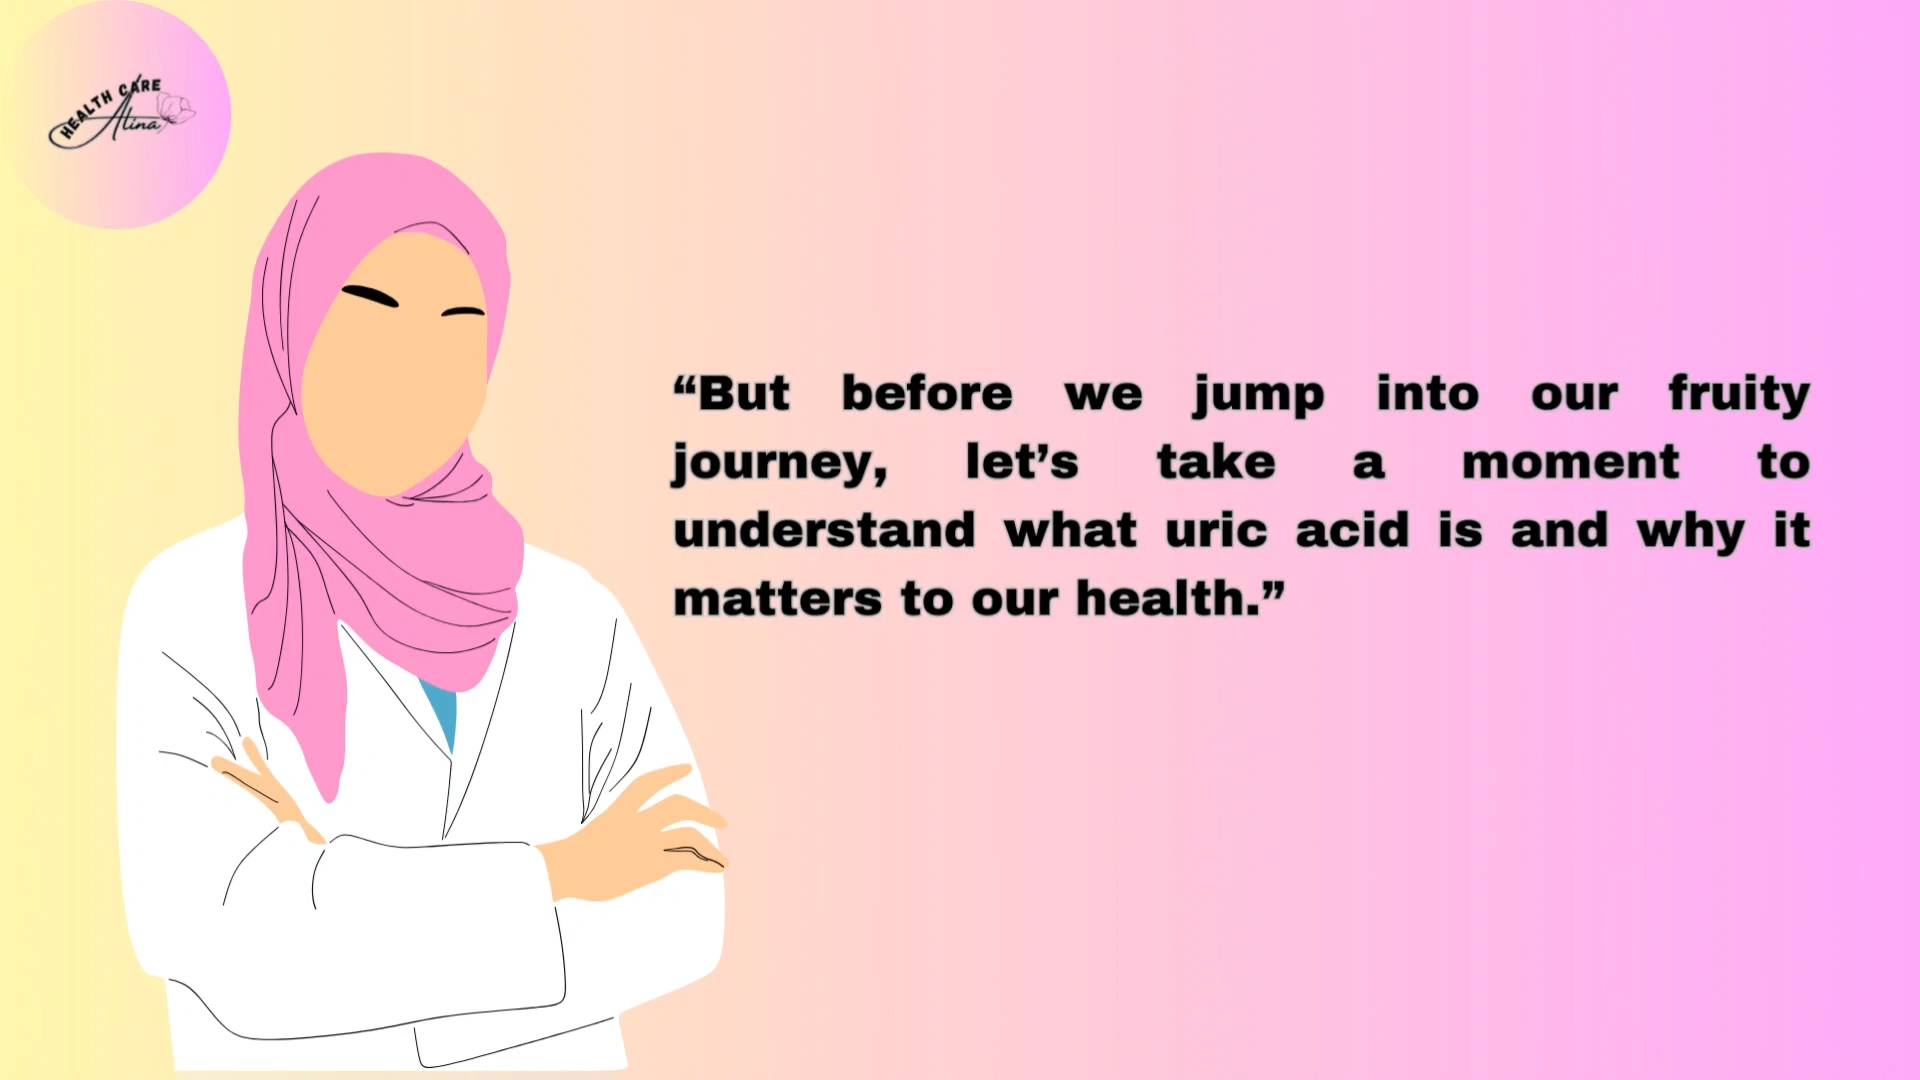 HEALTH CARE
Alina
“But before we jump into our fruity
journey, let’s take a moment to
understand what uric acid is and why it
matters to our health.”